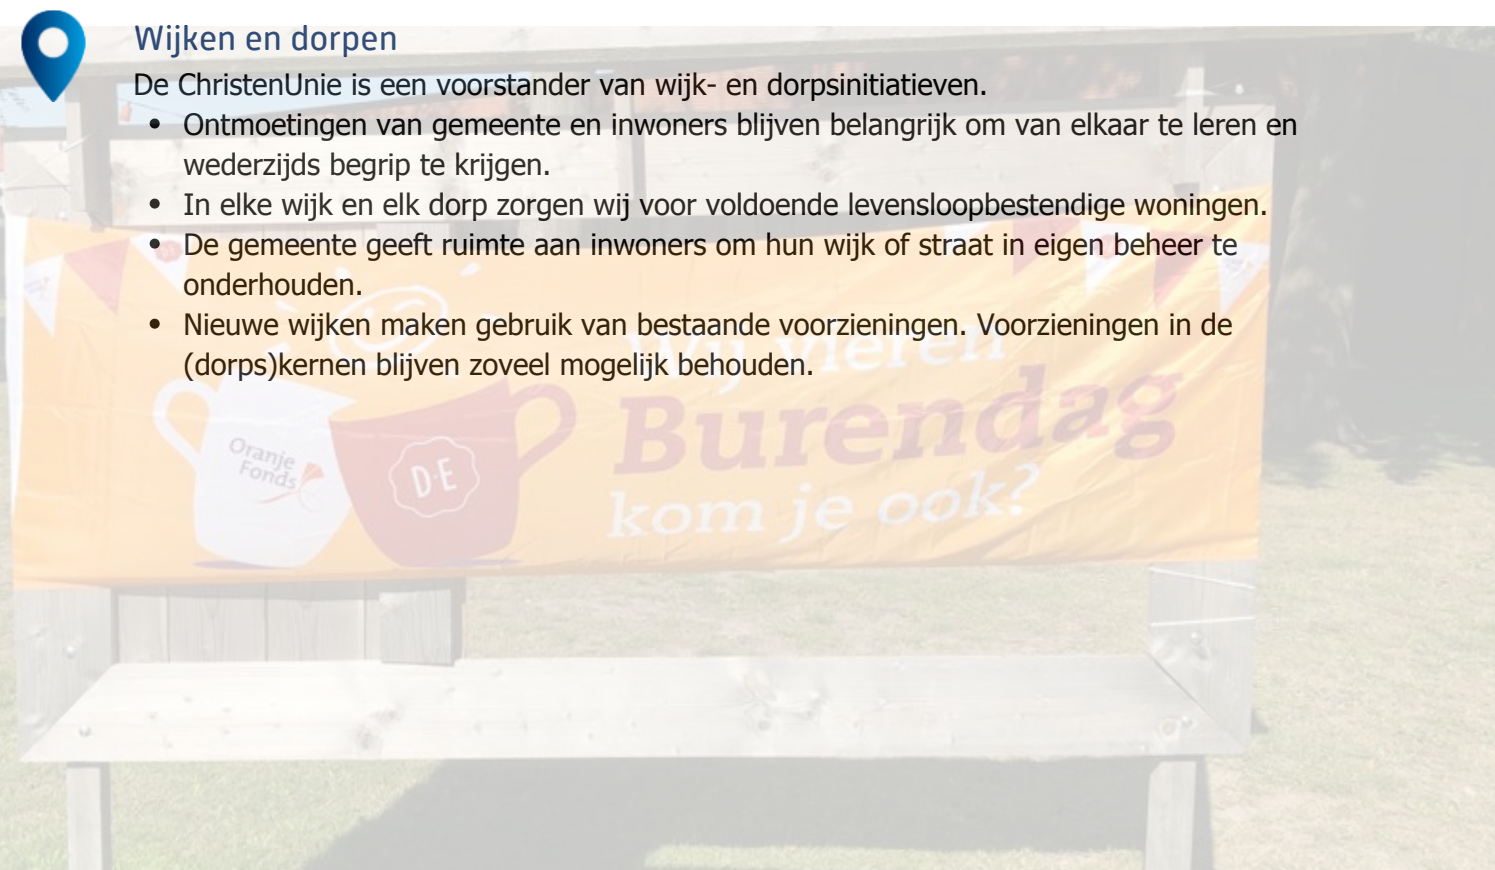 Wijken en dorpen
De ChristenUnie is een voorstander van wijk- en dorpsinitiatieven.
• Ontmoetingen van gemeente en inwoners blijven belangrijk om van elkaar te leren en
wederzijds begrip te krijgen.
• In elke wijk en elk dorp zorgen wij voor voldoende levensloopbestendige woningen.
• De gemeente geeft ruimte aan inwoners om hun wijk of straat in eigen beheer te
onderhouden.
• Nieuwe wijken maken gebruik van bestaande voorzieningen. Voorzieningen in de
(dorps)kernen blijven zoveel mogelijk behouden.
Wij vieren
Burendag
kom je ook?
Oranje
Fonds
D·E